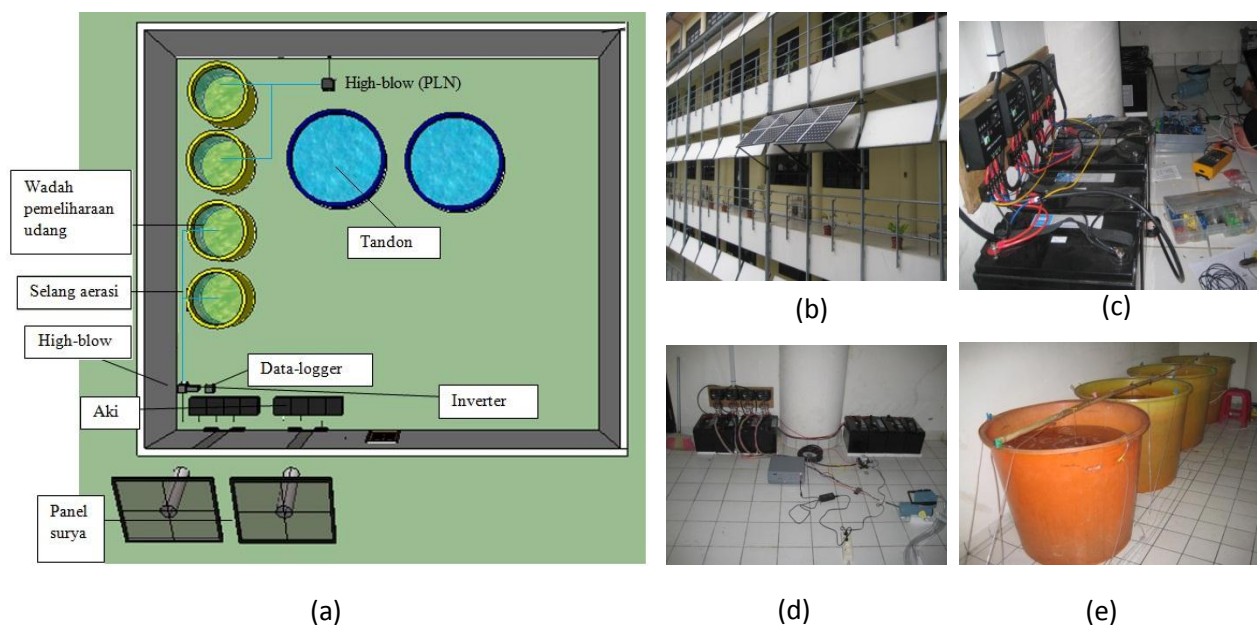 High-blow (PLN)
Wadah
pemeliharaan
udang
Tandon
Selang aerasi
High-blow
Data-logger
Inverter
Aki
Panel
surya
(a)
(b)
(c)
(d)
(e)